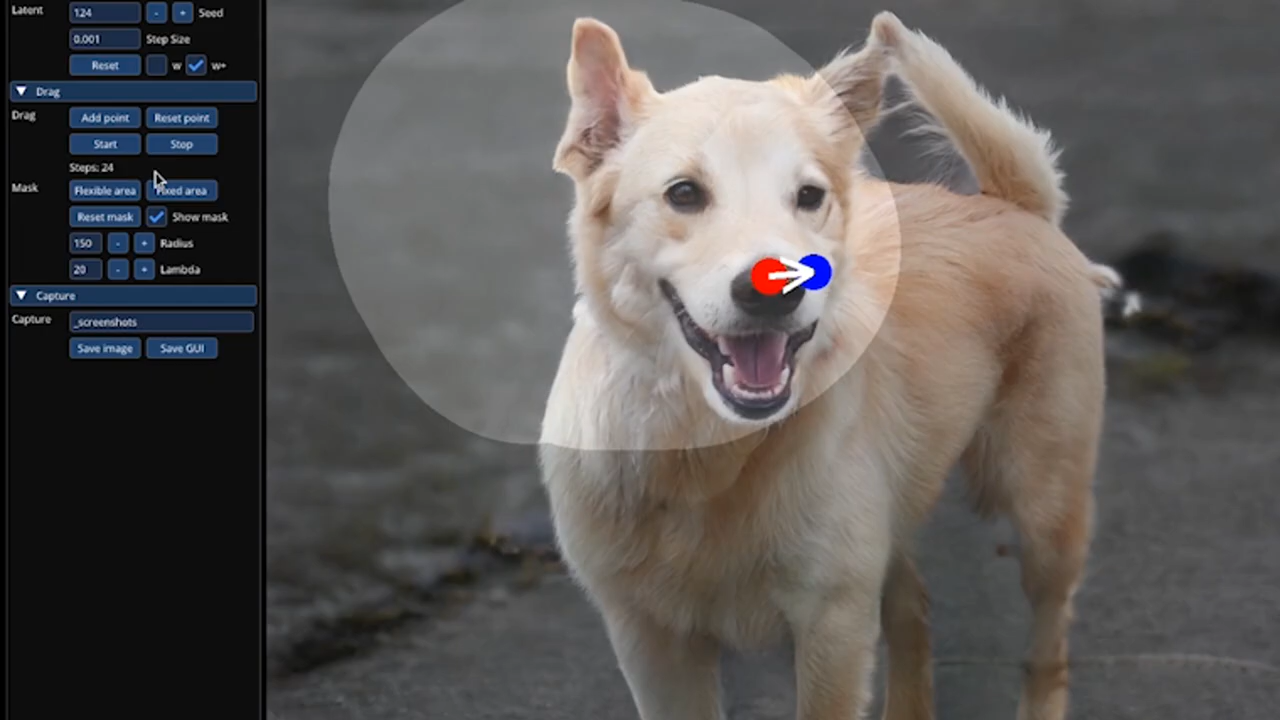 Latent 124 - + Seed
0.001 Step Size
Reset w w+
Drag
Drag Add point Reset point
Start Stop
Steps: 24
Mask Flexible area Fixed area
Reset mask Show mask
150 - + Radius
20 - + Lambda
Capture
Capture _screenshots
Save image Save GUI